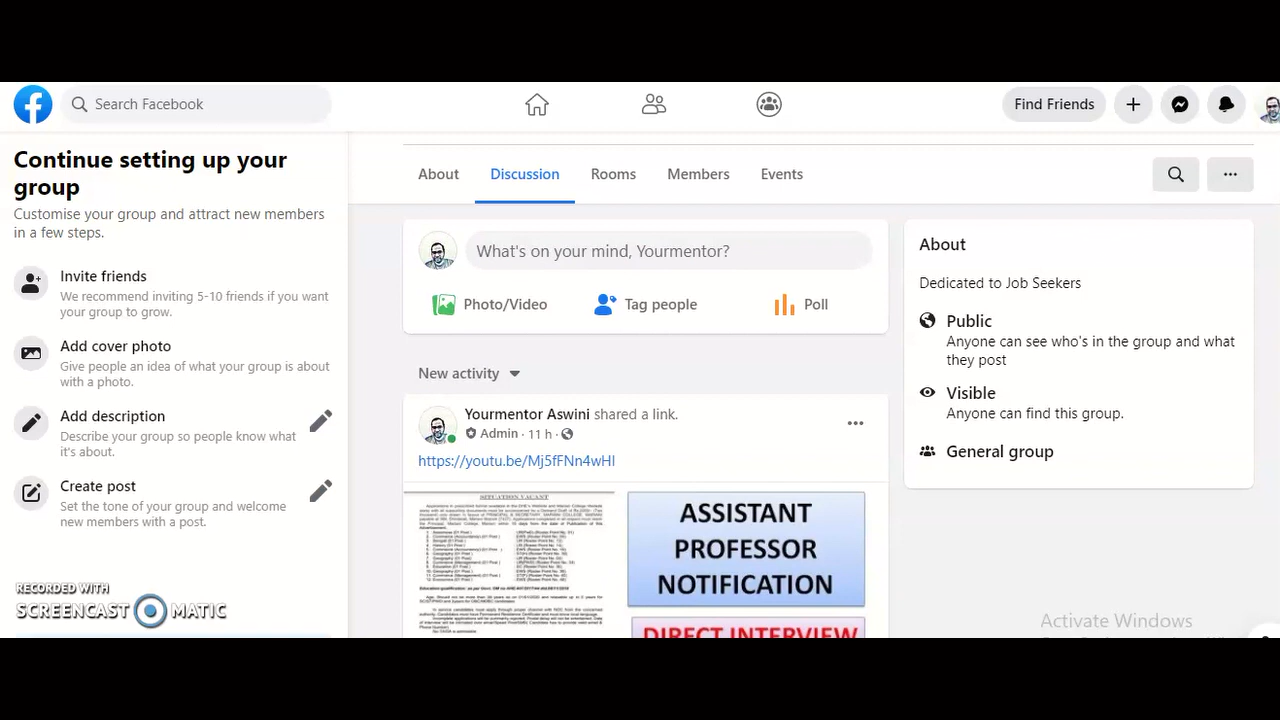 Search Facebook
Find Friends
Continue setting up your
group
Customise your group and attract new members
in a few steps.
Invite friends
We recommend inviting 5-10 friends if you want
your group to grow.
Add cover photo
Give people an idea of what your group is about
with a photo.
Add description
Describe your group so people know what
it's about.
Create post
Set the tone of your group and welcome
new members with a post.
RECORDED WITH
SCREENCAST MATIC
About Discussion Rooms Members Events
What's on your mind, Yourmentor?
Photo/Video Tag people Poll
New activity
Yourmentor Aswini shared a link.
Admin · 11 h ·
https://youtu.be/Mj5fFNn4wHI
SITUATION VACANT
ASSISTANT
PROFESSOR
NOTIFICATION
DIRECT INTERVIEW
About
Dedicated to Job Seekers
Public
Anyone can see who's in the group and what
they post
Visible
Anyone can find this group.
General group
Activate Windows